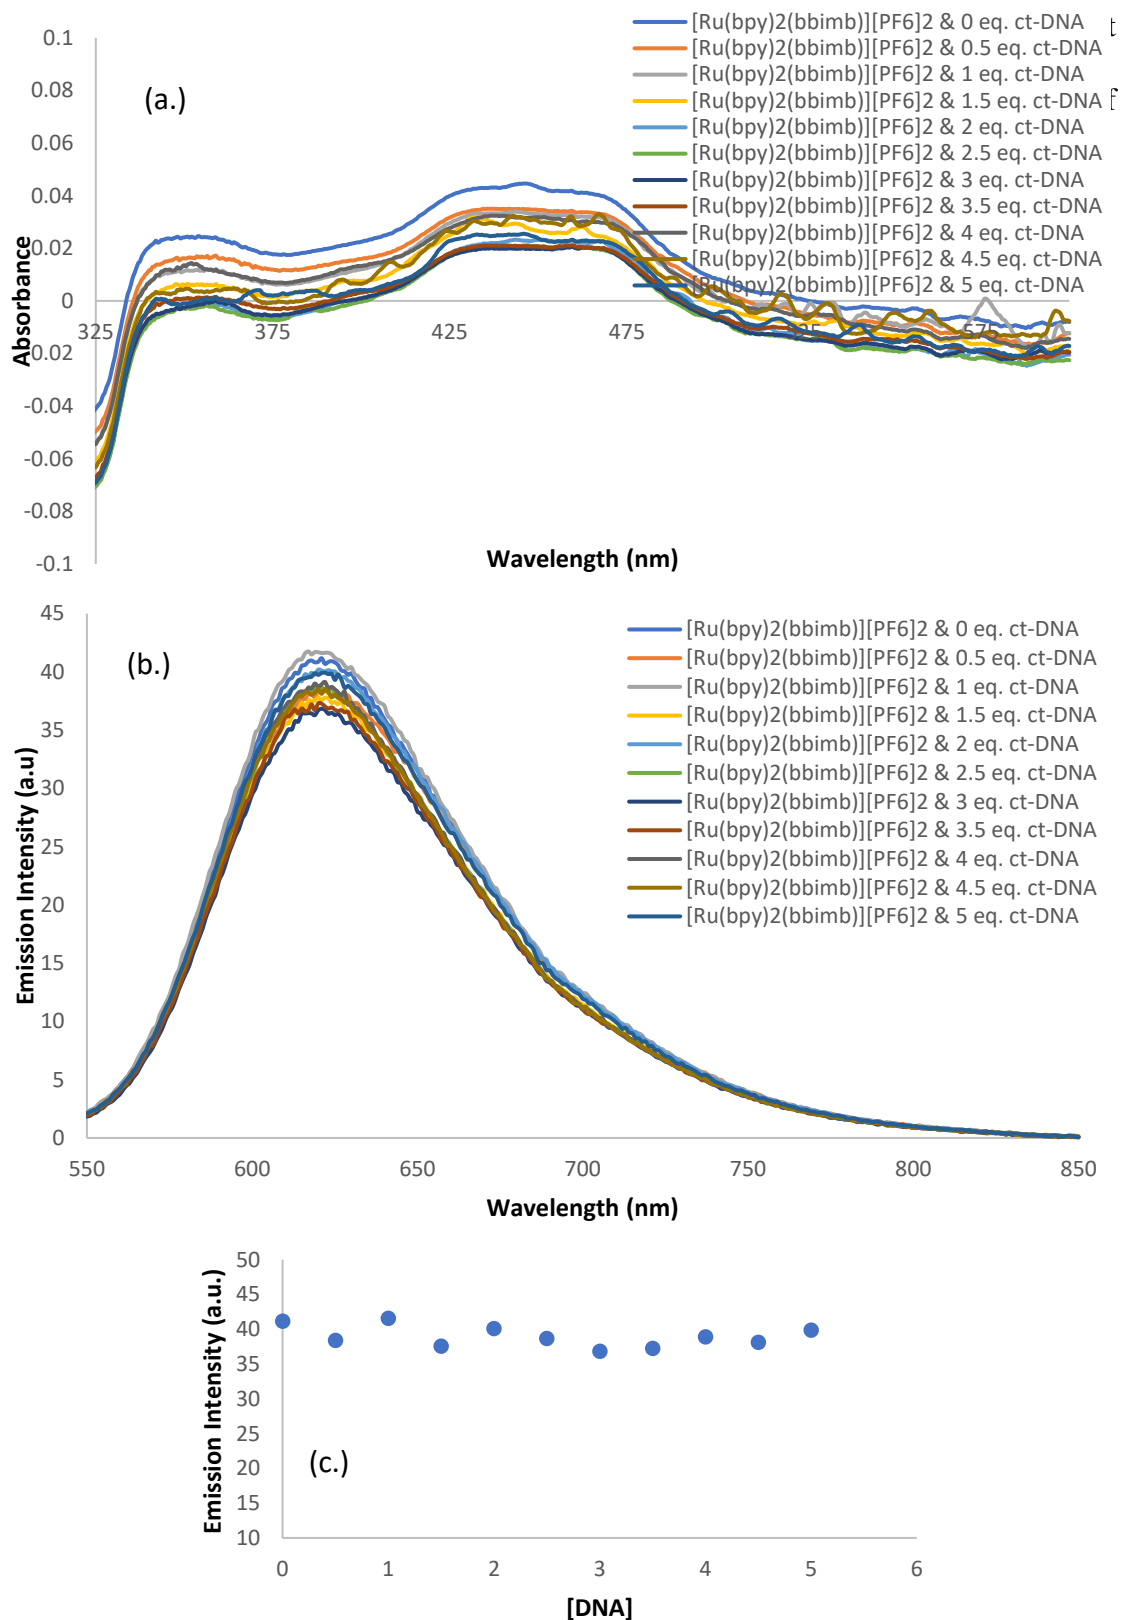 [Ru(bpy)2(bbimb)][PF6]2 & 0 eq. ct-DNA
t
[Ru(bpy)2(bbimb)][PF6]2 & 0.5 eq. ct-DNA
[Ru(bpy)2(bbimb)][PF6]2 & 1 eq. ct-DNA
[Ru(bpy)2(bbimb)][PF6]2 & 1.5 eq. ct-DNA
f
[Ru(bpy)2(bbimb)][PF6]2 & 2 eq. ct-DNA
[Ru(bpy)2(bbimb)][PF6]2 & 2.5 eq. ct-DNA
[Ru(bpy)2(bbimb)][PF6]2 & 3 eq. ct-DNA
[Ru(bpy)2(bbimb)][PF6]2 & 3.5 eq. ct-DNA
[Ru(bpy)2(bbimb)][PF6]2 & 4 eq. ct-DNA
[Ru(bpy)2(bbimb)][PF6]2 & 4.5 eq. ct-DNA
[Ru(bpy)2(bbimb)][PF6]2 & 5 eq. ct-DNA
(a.)
0.1
0.08
0.06
0.04
0.02
0
-0.02
-0.04
-0.06
-0.08
-0.1
Absorbance
325 375 425 475 525 575
Wavelength (nm)
45
40
35
30
25
20
15
10
5
0
Emission Intensity (a.u)
(b.)
[Ru(bpy)2(bbimb)][PF6]2 & 0 eq. ct-DNA
[Ru(bpy)2(bbimb)][PF6]2 & 0.5 eq. ct-DNA
[Ru(bpy)2(bbimb)][PF6]2 & 1 eq. ct-DNA
[Ru(bpy)2(bbimb)][PF6]2 & 1.5 eq. ct-DNA
[Ru(bpy)2(bbimb)][PF6]2 & 2 eq. ct-DNA
[Ru(bpy)2(bbimb)][PF6]2 & 2.5 eq. ct-DNA
[Ru(bpy)2(bbimb)][PF6]2 & 3 eq. ct-DNA
[Ru(bpy)2(bbimb)][PF6]2 & 3.5 eq. ct-DNA
[Ru(bpy)2(bbimb)][PF6]2 & 4 eq. ct-DNA
[Ru(bpy)2(bbimb)][PF6]2 & 4.5 eq. ct-DNA
[Ru(bpy)2(bbimb)][PF6]2 & 5 eq. ct-DNA
550 600 650 700 750 800 850
Wavelength (nm)
50
45
40
35
30
25
20
15
10
Emission Intensity (a.u.)
(c.)
0 1 2 3 4 5 6
[DNA]